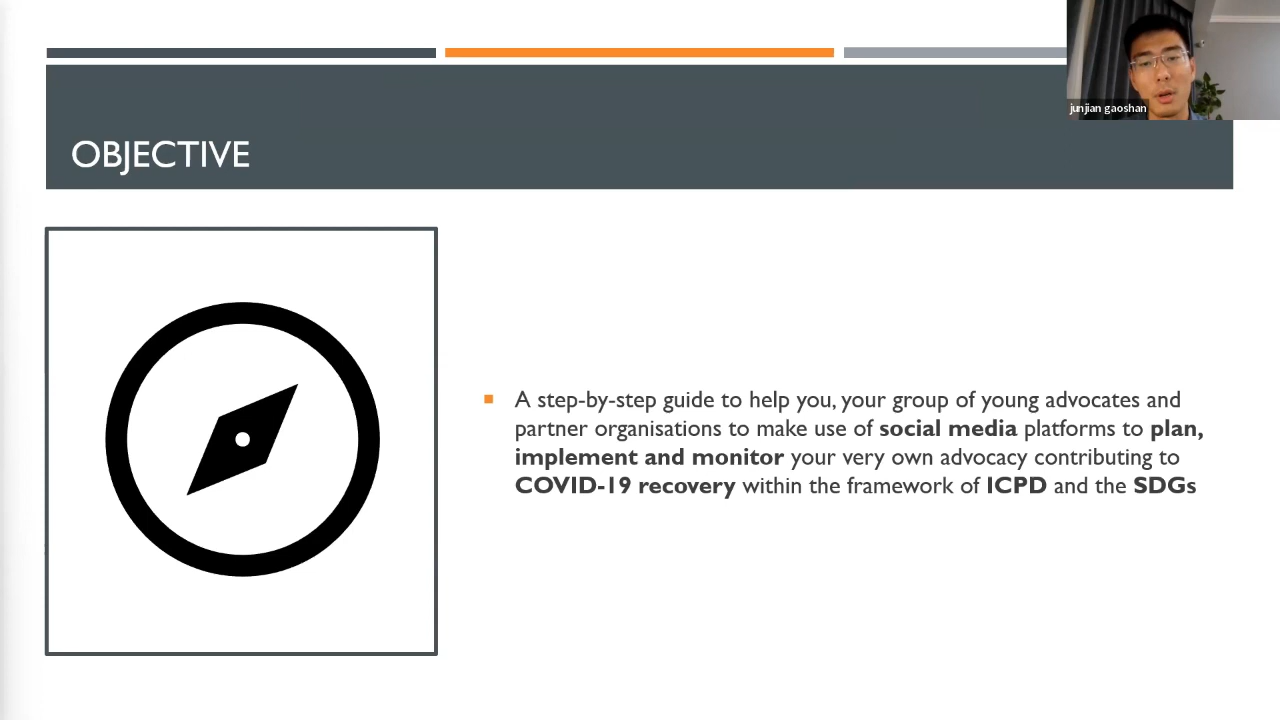 junjian gaoshan
OBJECTIVE
A step-by-step guide to help you, your group of young advocates and
partner organisations to make use of social media platforms to plan,
implement and monitor your very own advocacy contributing to
COVID-19 recovery within the framework of ICPD and the SDGs